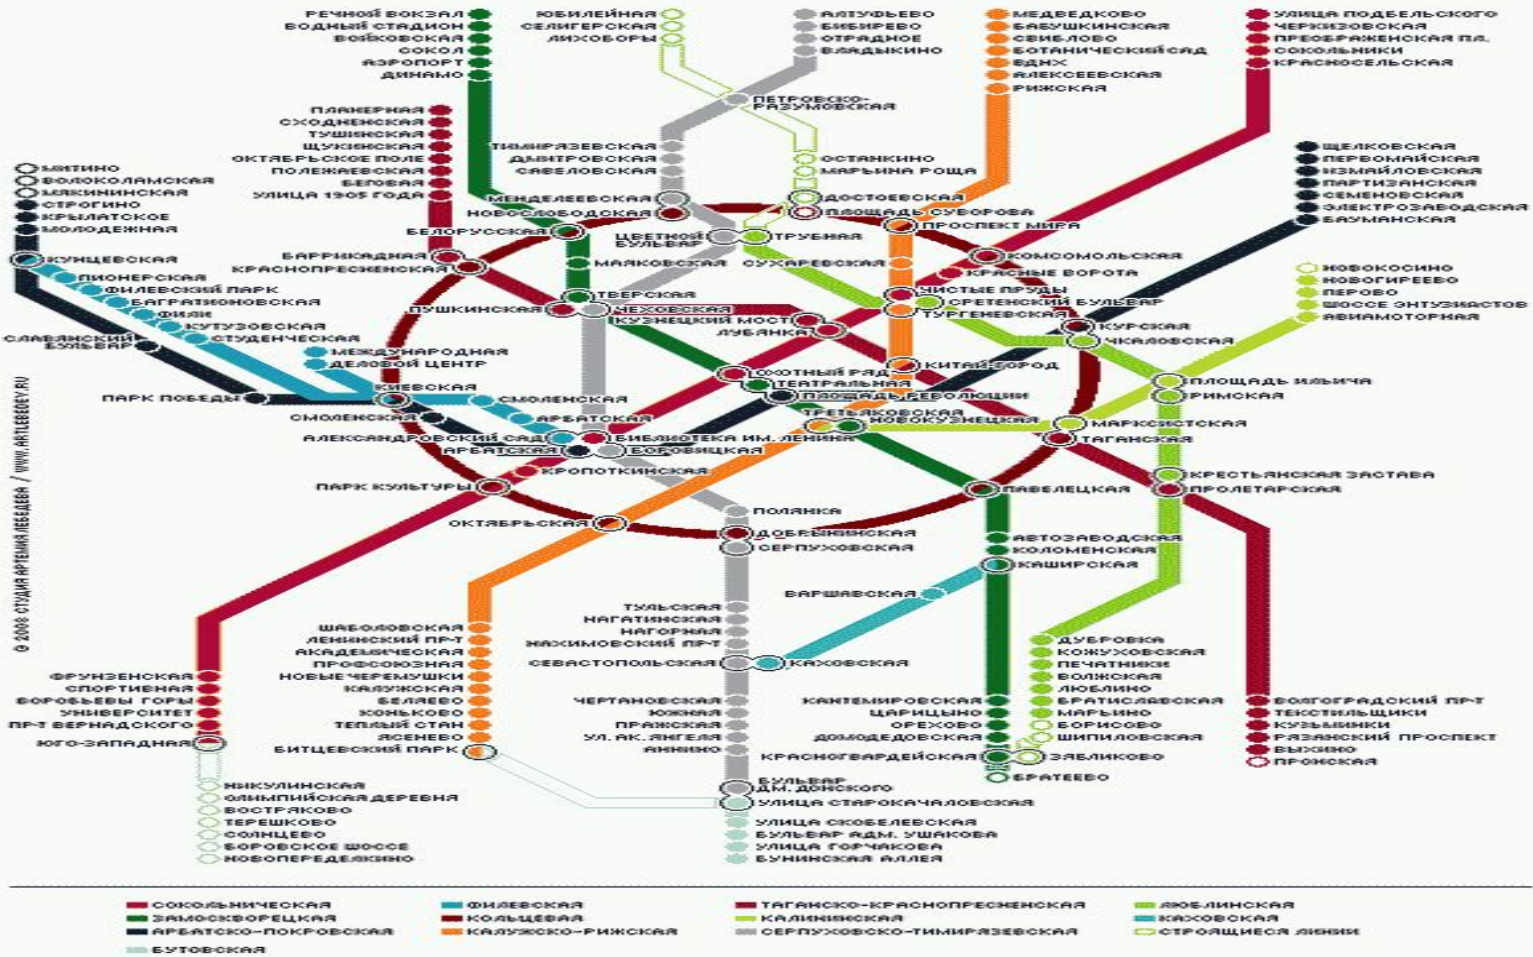 РЕЧНОЙ ВОКЗАЛ
ВОДНЫЙ СТАДИОН
ВОЙКОВСКАЯ
СОКОЛ
АЭРОПОРТ
ДИНАМО
ЮБИЛЕЙНАЯ
СЕЛИГЕРСКАЯ
ЛИХОБОРЫ
АЛТУФЬЕВО
БИБИРЕВО
ОТРАДНОЕ
ВЛАДЫКИНО
МЕДВЕДКОВО
БАБУШКИНСКАЯ
СВИБЛОВО
БОТАНИЧЕСКИЙ САД
ВДНХ
АЛЕКСЕЕВСКАЯ
РИЖСКАЯ
УЛИЦА ПОДБЕЛЬСКОГО
ЧЕРКИЗОВСКАЯ
ПРЕОБРАЖЕНСКАЯ ПЛ.
СОКОЛЬНИКИ
КРАСНОСЕЛЬСКАЯ
ПЕТРОВСКО-
РАЗУМОВСКАЯ
ПЛАНЕРНАЯ
СХОДНЕНСКАЯ
ТУШИНСКАЯ
ЩУКИНСКАЯ
ОКТЯБРЬСКОЕ ПОЛЕ
ПОЛЕЖАЕВСКАЯ
БЕГОВАЯ
УЛИЦА 1905 ГОДА
ТИМИРЯЗЕВСКАЯ
ДМИТРОВСКАЯ
САВЕЛОВСКАЯ
МЕНДЕЛЕЕВСКАЯ
НОВОСЛОБОДСКАЯ
ОСТАНКИНО
МАРЬИНА РОЩА
ДОСТОЕВСКАЯ
ПЛОЩАДЬ СУВОРОВА
ЩЕЛКОВСКАЯ
ПЕРВОМАЙСКАЯ
ИЗМАЙЛОВСКАЯ
ПАРТИЗАНСКАЯ
СЕМЕНОВСКАЯ
ЭЛЕКТРОЗАВОДСКАЯ
БАУМАНСКАЯ
МИТИНО
ВОЛОКОЛАМСКАЯ
МЯКИНИНСКАЯ
СТРОГИНО
КРЫЛАТСКОЕ
МОЛОДЕЖНАЯ
КУНЦЕВСКАЯ
ПИОНЕРСКАЯ
ФИЛЕВСКИЙ ПАРК
БАГРАТИОНОВСКАЯ
ФИЛИ
КУТУЗОВСКАЯ
СТУДЕНЧЕСКАЯ
СЛАВЯНСКИЙ
БУЛЬВАР
МЕЖДУНАРОДНАЯ
ДЕЛОВОЙ ЦЕНТР
БЕЛОРУССКАЯ
БАРРИКАДНАЯ
КРАСНОПРЕСНЕНСКАЯ
ЦВЕТНОЙ
БУЛЬВАР
ТРУБНАЯ
ПРОСПЕКТ МИРА
МАЯКОВСКАЯ
СУХАРЕВСКАЯ
КОМСОМОЛЬСКАЯ
КРАСНЫЕ ВОРОТА
ТВЕРСКАЯ
ПУШКИНСКАЯ
ЧЕХОВСКАЯ
КУЗНЕЦКИЙ МОСТ
ЛУБЯНКА
ЧИСТЫЕ ПРУДЫ
СРЕТЕНСКИЙ БУЛЬВАР
ТУРГЕНЕВСКАЯ
КУРСКАЯ
ЧКАЛОВСКАЯ
НОВОКОСИНО
НОВОГИРЕЕВО
ПЕРОВО
ШОССЕ ЭНТУЗИАСТОВ
АВИАМОТОРНАЯ
КИТАЙ-ГОРОД
ОХОТНЫЙ РЯД
ТЕАТРАЛЬНАЯ
ПЛОЩАДЬ РЕВОЛЮЦИИ
ПЛОЩАДЬ ИЛЬИЧА
РИМСКАЯ
КИЕВСКАЯ
ПАРК ПОБЕДЫ
СМОЛЕНСКАЯ
СМОЛЕНСКАЯ
АРБАТСКАЯ
АЛЕКСАНДРОВСКИЙ САД
АРБАТСКАЯ
БИБЛИОТЕКА ИМ. ЛЕНИНА
БОРОВИЦКАЯ
ТРЕТЬЯКОВСКАЯ
НОВОКУЗНЕЦКАЯ
МАРКСИСТСКАЯ
ТАГАНСКАЯ
КРОПОТКИНСКАЯ
ПАРК КУЛЬТУРЫ
КРЕСТЬЯНСКАЯ ЗАСТАВА
ПРОЛЕТАРСКАЯ
ПАВЕЛЕЦКАЯ
ОКТЯБРЬСКАЯ
ПОЛЯНКА
ДОБРЫНИНСКАЯ
СЕРПУХОВСКАЯ
АВТОЗАВОДСКАЯ
КОЛОМЕНСКАЯ
КАШИРСКАЯ
ВАРШАВСКАЯ
КАХОВСКАЯ
ТУЛЬСКАЯ
НАГАТИНСКАЯ
НАГОРНАЯ
НАХИМОВСКИЙ ПР-Т
СЕВАСТОПОЛЬСКАЯ
ЧЕРТАНОВСКАЯ
ЮЖНАЯ
ПРАЖСКАЯ
УЛ. АК. ЯНГЕЛЯ
АННИНО
БУЛЬВАР
ДМ. ДОНСКОГО
УЛИЦА СТАРОКАЧАЛОВСКАЯ
УЛИЦА СКОБЕЛЕВСКАЯ
БУЛЬВАР АДМ. УШАКОВА
УЛИЦА ГОРЧАКОВА
БУНИНСКАЯ АЛЛЕЯ
ШАБОЛОВСКАЯ
ЛЕНИНСКИЙ ПР-Т
АКАДЕМИЧЕСКАЯ
ПРОФСОЮЗНАЯ
НОВЫЕ ЧЕРЕМУШКИ
КАЛУЖСКАЯ
БЕЛЯЕВО
КОНЬКОВО
ТЕПЛЫЙ СТАН
ЯСЕНЕВО
БИТЦЕВСКИЙ ПАРК
ФРУНЗЕНСКАЯ
СПОРТИВНАЯ
ВОРОБЬЕВЫ ГОРЫ
УНИВЕРСИТЕТ
ПР-Т ВЕРНАДСКОГО
ЮГО-ЗАПАДНАЯ
НИКУЛИНСКАЯ
ОЛИМПИЙСКАЯ ДЕРЕВНЯ
ВОСТРЯКОВО
ТЕРЕШКОВО
СОЛНЦЕВО
БОРОВСКОЕ ШОССЕ
НОВОПЕРЕДЕЛКИНО
КАНТЕМИРОВСКАЯ
ЦАРИЦЫНО
ОРЕХОВО
ДОМОДЕДОВСКАЯ
КРАСНОГВАРДЕЙСКАЯ
БРАТЕЕВО
ДУБРОВКА
КОЖУХОВСКАЯ
ПЕЧАТНИКИ
ВОЛЖСКАЯ
ЛЮБЛИНО
БРАТИСЛАВСКАЯ
МАРЬИНО
БОРИСОВО
ШИПИЛОВСКАЯ
ЗЯБЛИКОВО
ВОЛГОГРАДСКИЙ ПР-Т
ТЕКСТИЛЬЩИКИ
КУЗЬМИНКИ
РЯЗАНСКИЙ ПРОСПЕКТ
ВЫХИНО
ПРОНСКАЯ
© 2008 СТУДИЯ АРТЕМИЯ ЛЕБЕДЕВА / WWW.ARTLEBEDEV.RU
СОКОЛЬНИЧЕСКАЯ
ЗАМОСКВОРЕЦКАЯ
АРБАТСКО-ПОКРОВСКАЯ
БУТОВСКАЯ
ФИЛЕВСКАЯ
КОЛЬЦЕВАЯ
КАЛУЖСКО-РИЖСКАЯ
ТАГАНСКО-КРАСНОПРЕСНЕНСКАЯ
КАЛИНИНСКАЯ
СЕРПУХОВСКО-ТИМИРЯЗЕВСКАЯ
ЛЮБЛИНСКАЯ
КАХОВСКАЯ
СТРОЯЩИЕСЯ ЛИНИИ